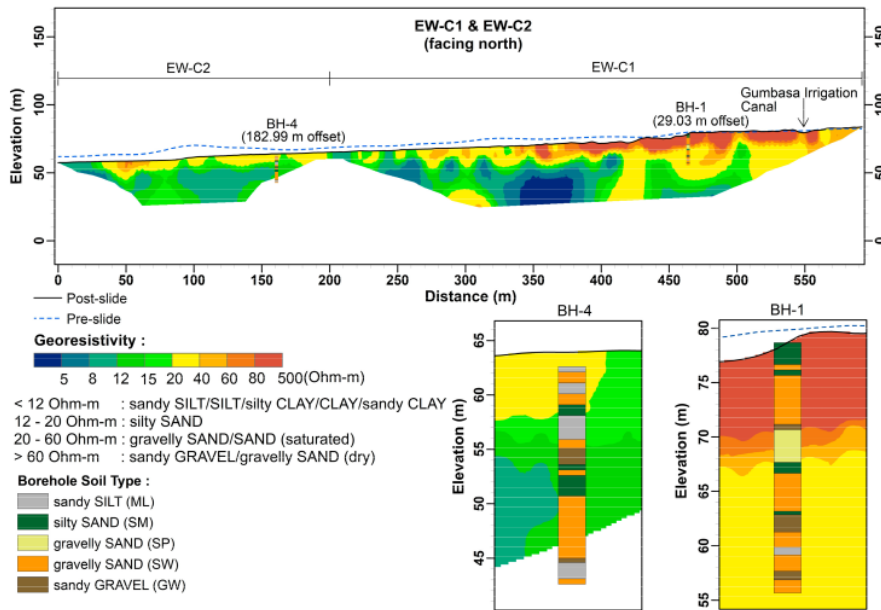 EW-C1 & EW-C2
(facing north)
EW-C2
EW-C1
BH-4
(182.99 m offset)
BH-1
(29.03 m offset)
Gumbasa Irrigation
Canal
Elevation (m)
150
100
50
0
Elevation (m)
150
100
50
0
0 50 100 150 200 250 300 350 400 450 500 550
Distance (m)
Post-slide
Pre-slide
Georesistivity :
5 8 12 15 20 40 60 80 500(Ohm-m)
< 12 Ohm-m : sandy SILT/SILT/silty CLAY/CLAY/sandy CLAY
12 - 20 Ohm-m : silty SAND
20 - 60 Ohm-m : gravelly SAND/SAND (saturated)
> 60 Ohm-m : sandy GRAVEL/gravelly SAND (dry)
Borehole Soil Type :
sandy SILT (ML)
silty SAND (SM)
gravelly SAND (SP)
gravelly SAND (SW)
sandy GRAVEL (GW)
BH-4
Elevation (m)
65
60
55
50
45
BH-1
Elevation (m)
80
75
70
65
60
55